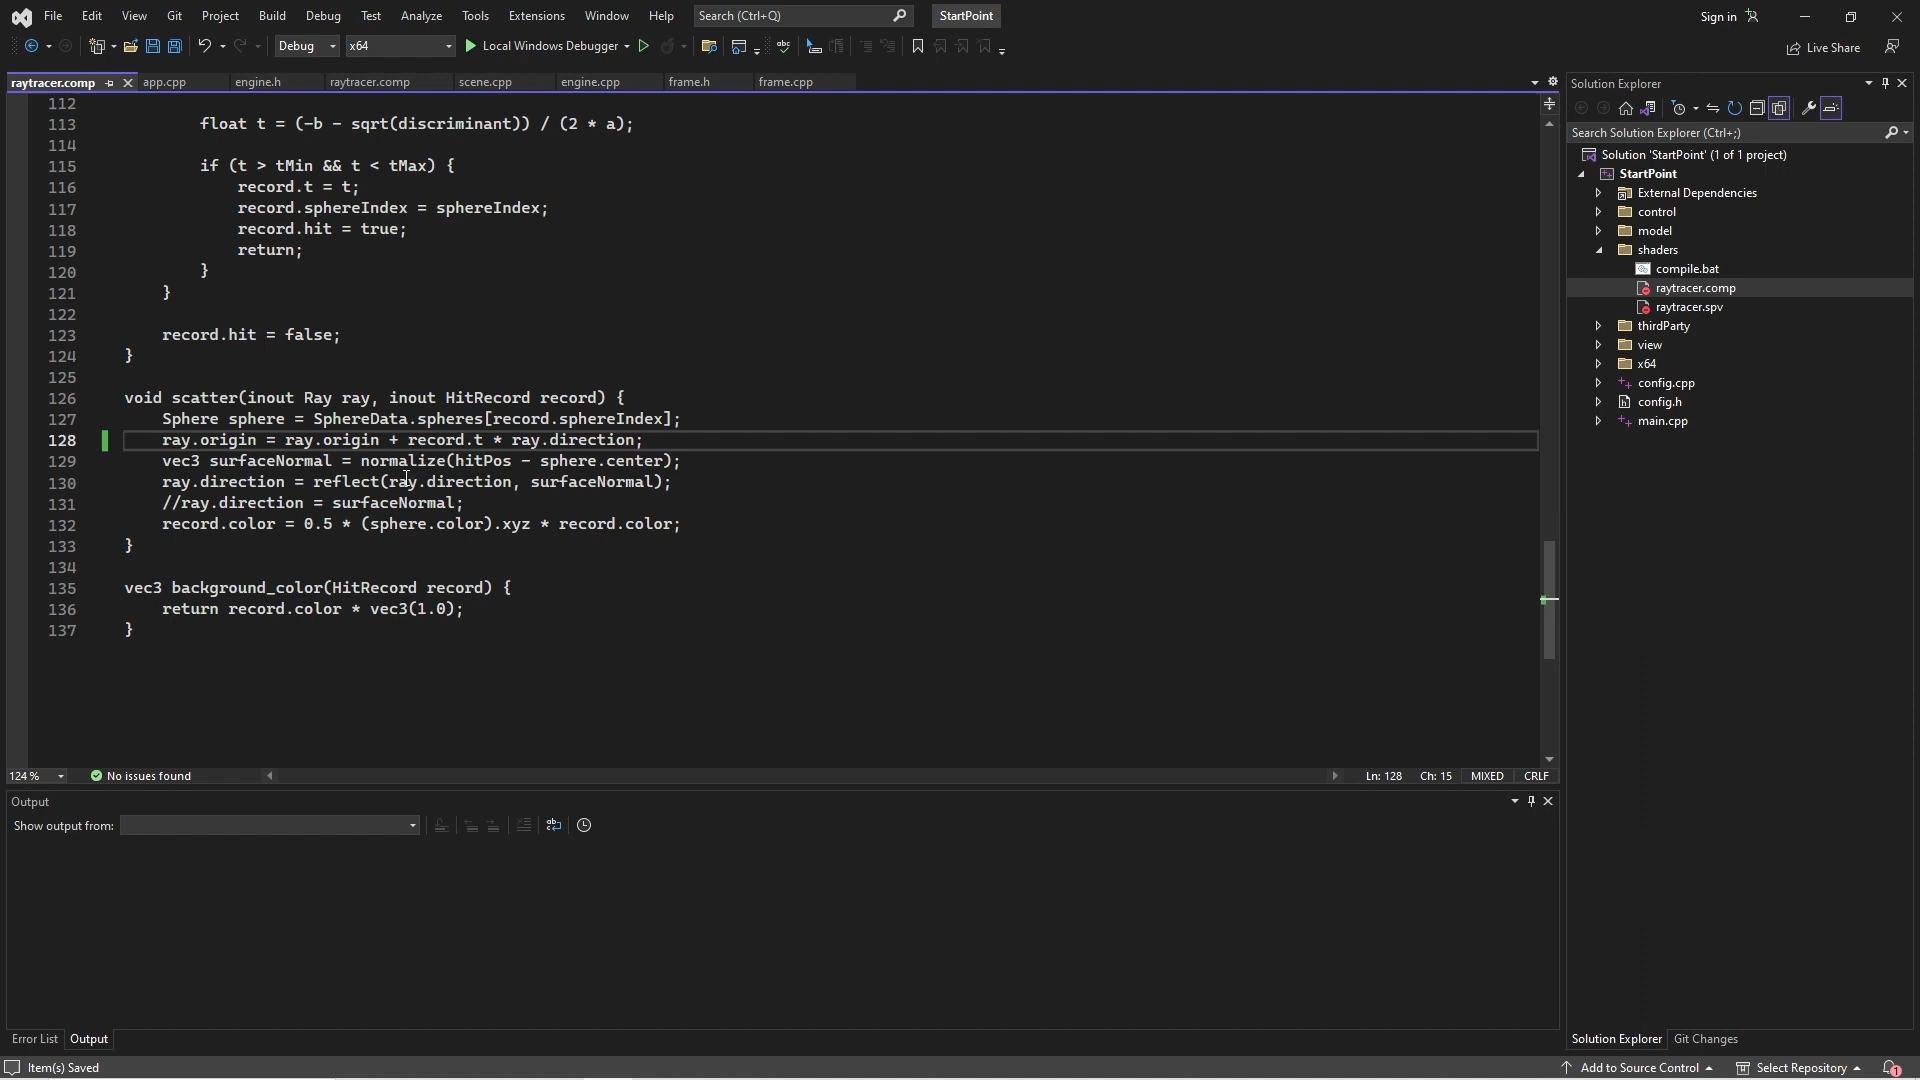 File Edit View Git Project Build Debug Test Analyze Tools Extensions Window Help Search (Ctrl+Q) StartPoint Sign in
Debug x64 Local Windows Debugger Live Share
raytracer.comp app.cpp engine.h raytracer.comp scene.cpp engine.cpp frame.h frame.cpp
112
113 float t = (-b - sqrt(discriminant)) / (2 * a);
114
115 if (t > tMin && t < tMax) {
116 record.t = t;
117 record.sphereIndex = sphereIndex;
118 record.hit = true;
119 return;
120 }
121 }
122
123 record.hit = false;
124 }
125
126 void scatter(inout Ray ray, inout HitRecord record) {
127 Sphere sphere = SphereData.spheres[record.sphereIndex];
128 ray.origin = ray.origin + record.t * ray.direction;
129 vec3 surfaceNormal = normalize(hitPos - sphere.center);
130 ray.direction = reflect(ray.direction, surfaceNormal);
131 //ray.direction = surfaceNormal;
132 record.color = 0.5 * (sphere.color).xyz * record.color;
133 }
134
135 vec3 background_color(HitRecord record) {
136 return record.color * vec3(1.0);
137 }
124 % No issues found Ln: 128 Ch: 15 MIXED CRLF
Output
Show output from:
Error List Output
Item(s) Saved
Solution Explorer
Search Solution Explorer (Ctrl+;)
Solution 'StartPoint' (1 of 1 project)
StartPoint
External Dependencies
control
model
shaders
compile.bat
raytracer.comp
raytracer.spv
thirdParty
view
x64
config.cpp
config.h
main.cpp
Solution Explorer Git Changes
Add to Source Control Select Repository 1